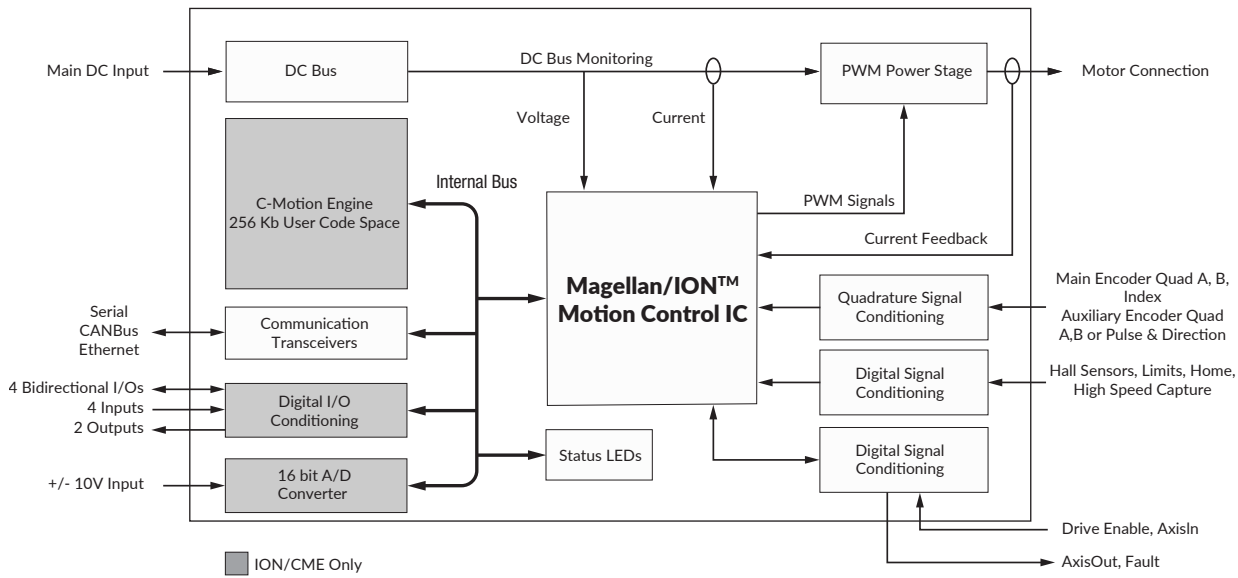 Main DC Input
DC Bus
DC Bus Monitoring
PWM Power Stage
Motor Connection
Voltage
Current
C-Motion Engine
256 Kb User Code Space
Internal Bus
PWM Signals
Current Feedback
Magellan/ION™
Motion Control IC
Quadrature Signal
Conditioning
Main Encoder Quad A, B,
Index
Auxiliary Encoder Quad
A,B or Pulse & Direction
Serial
CANBus
Ethernet
Communication
Transceivers
Digital Signal
Conditioning
Hall Sensors, Limits, Home,
High Speed Capture
4 Bidirectional I/Os
4 Inputs
2 Outputs
Digital I/O
Conditioning
Status LEDs
Digital Signal
Conditioning
+/- 10V Input
16 bit A/D
Converter
Drive Enable, AxisIn
AxisOut, Fault
ION/CME Only